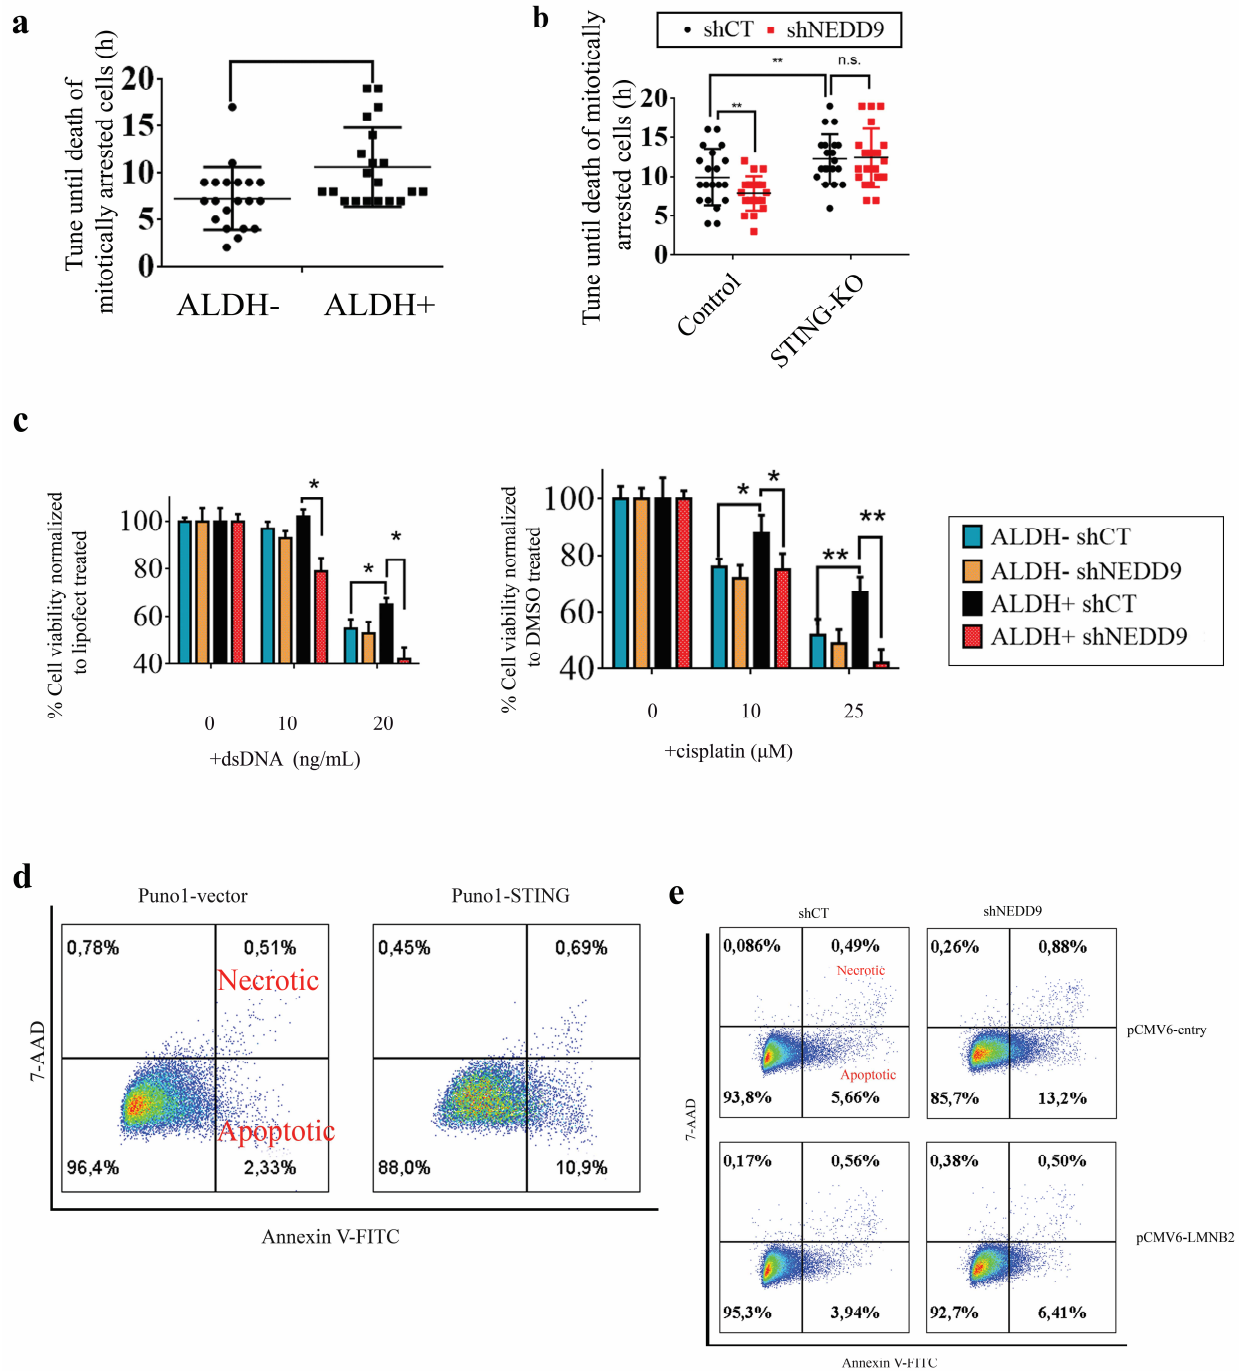 a
Tune until death of
mitotically arrested cells (h)
20
15
10
5
0
ALDH-
ALDH+
b
shCT
shNEDD9
Tune until death of mitotically
arrested cells (h)
**
n.s.
**
20
15
10
5
0
Control
STING-KO
c
% Cell viability normalized
to lipofect treated
100
80
60
40
*
*
*
0
10
20
+dsDNA (ng/mL)
% Cell viability normalized
to DMSO treated
100
80
60
40
*
*
**
**
0
10
25
+cisplatin (µM)
ALDH- shCT
ALDH- shNEDD9
ALDH+ shCT
ALDH+ shNEDD9
d
Puno1-vector
Puno1-STING
7-AAD
0,78%
0,51%
Necrotic
Apoptotic
96,4%
2,33%
0,45%
0,69%
88,0%
10,9%
Annexin V-FITC
e
shCT
shNEDD9
7-AAD
0,086%
0,49%
Necrotic
Apoptotic
93,8%
5,66%
0,26%
0,88%
85,7%
13,2%
pCMV6-entry
0,17%
0,56%
95,3%
3,94%
0,38%
0,50%
92,7%
6,41%
pCMV6-LMNB2
Annexin V-FITC